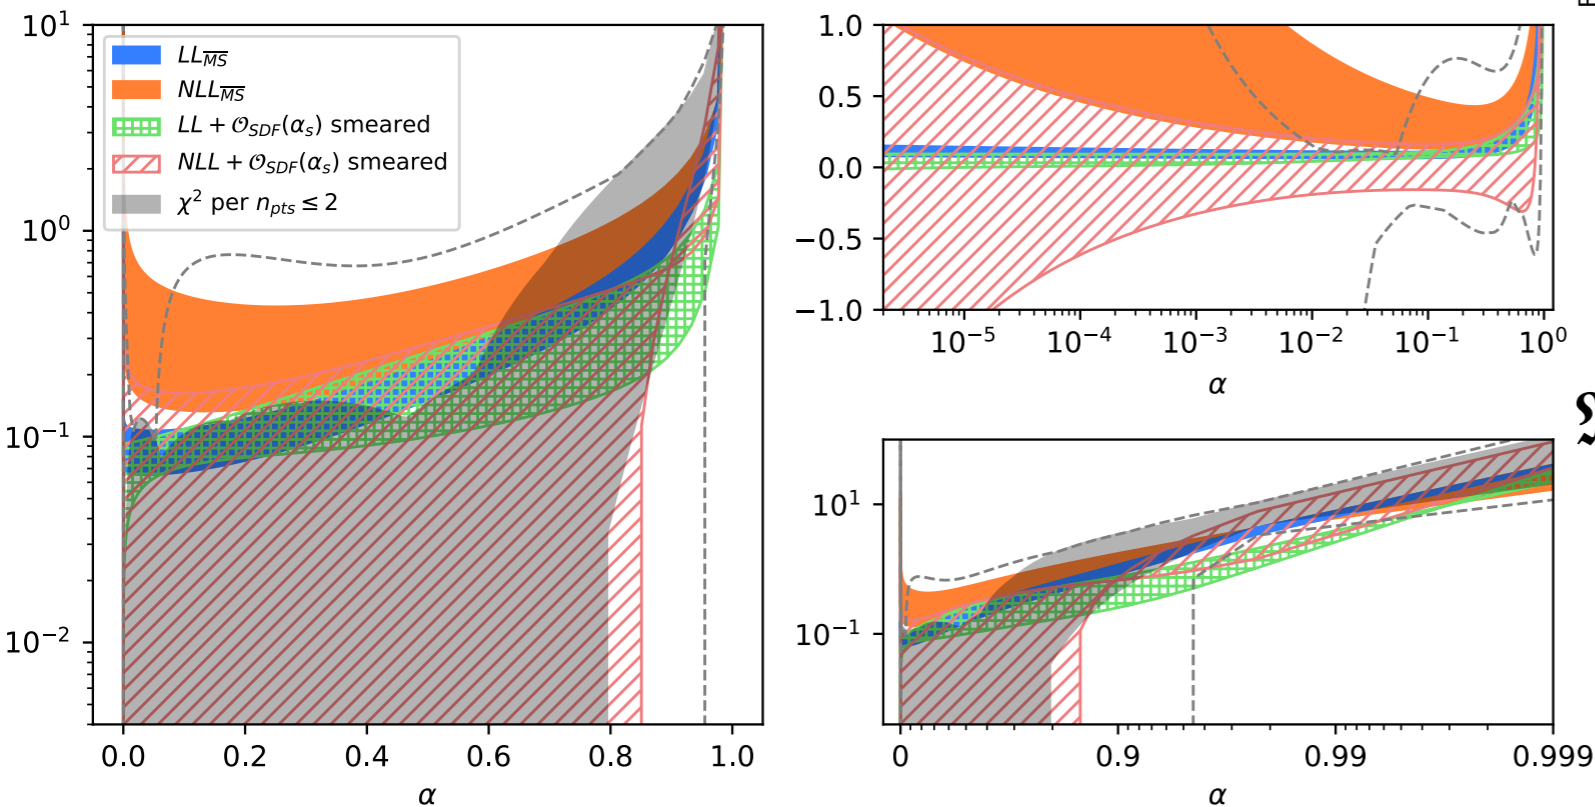 10^1
10^0
10^{-1}
10^{-2}
LL_{\overline{MS}}
NLL_{\overline{MS}}
LL + 𝒪_{SDF}(α_s) smeared
NLL + 𝒪_{SDF}(α_s) smeared
χ^2 per n_{pts} ≤ 2
0.0 0.2 0.4 0.6 0.8 1.0
α
1.0
0.5
0.0
−0.5
−1.0
10^{-5} 10^{-4} 10^{-3} 10^{-2} 10^{-1} 10^0
α
10^1
10^{-1}
0 0.9 0.99 0.999
α